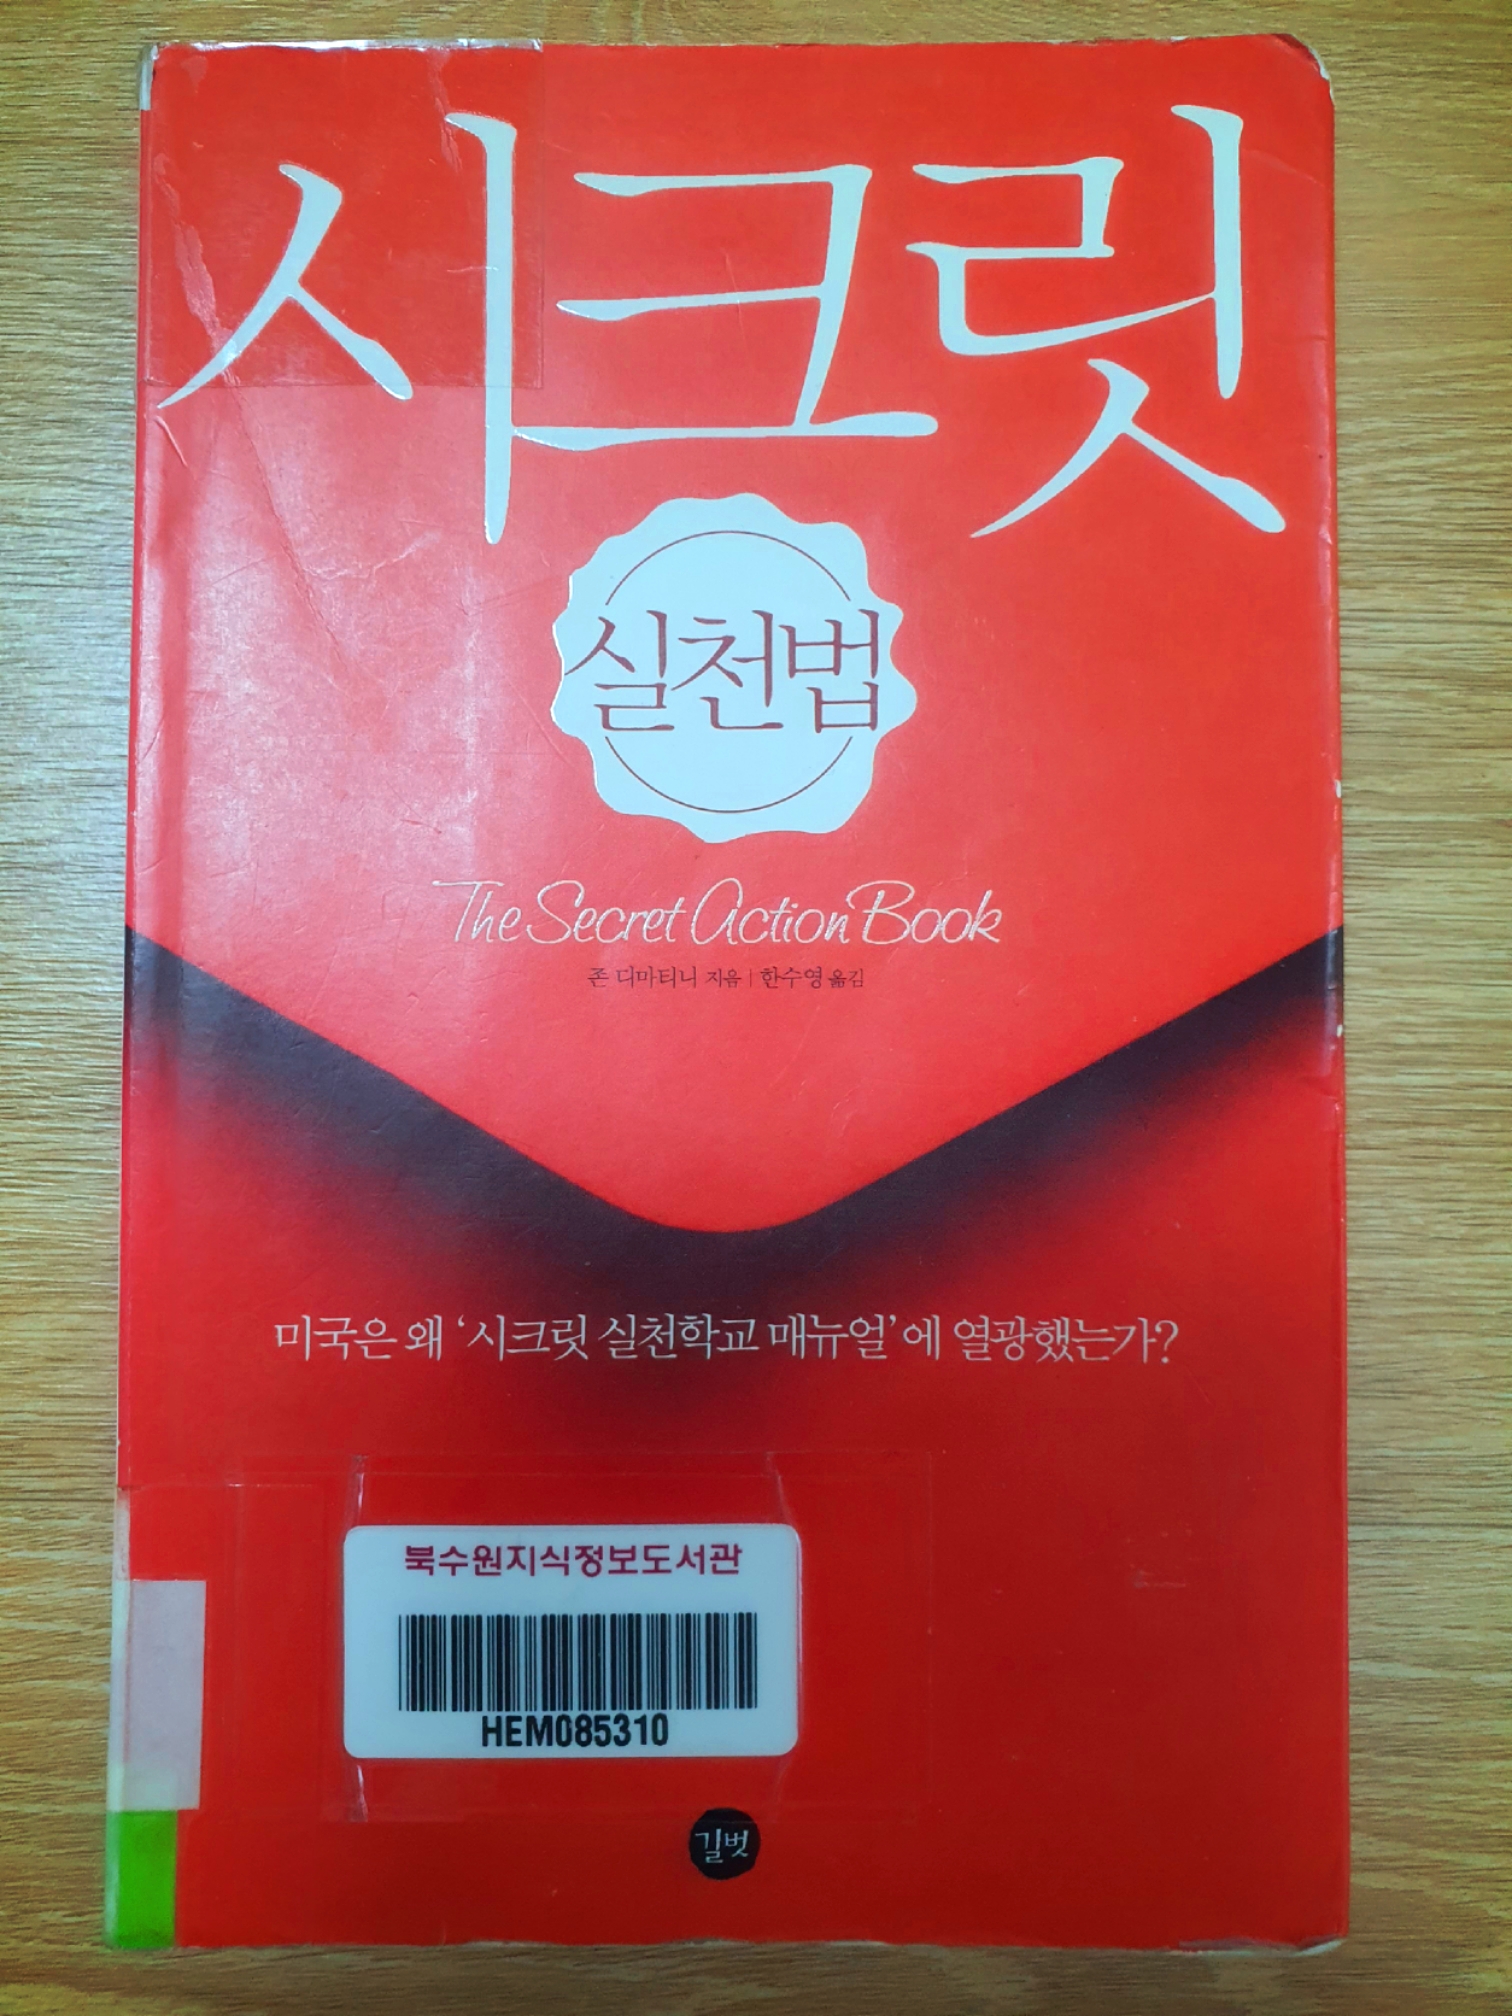 시크릿
실천법
The Secret Action Book
존 디마티니 지음 | 한수영 옮김
미국은 왜 ‘시크릿 실천학교 매뉴얼’에 열광했는가?
북수원지식정보도서관
HEM085310
길벗